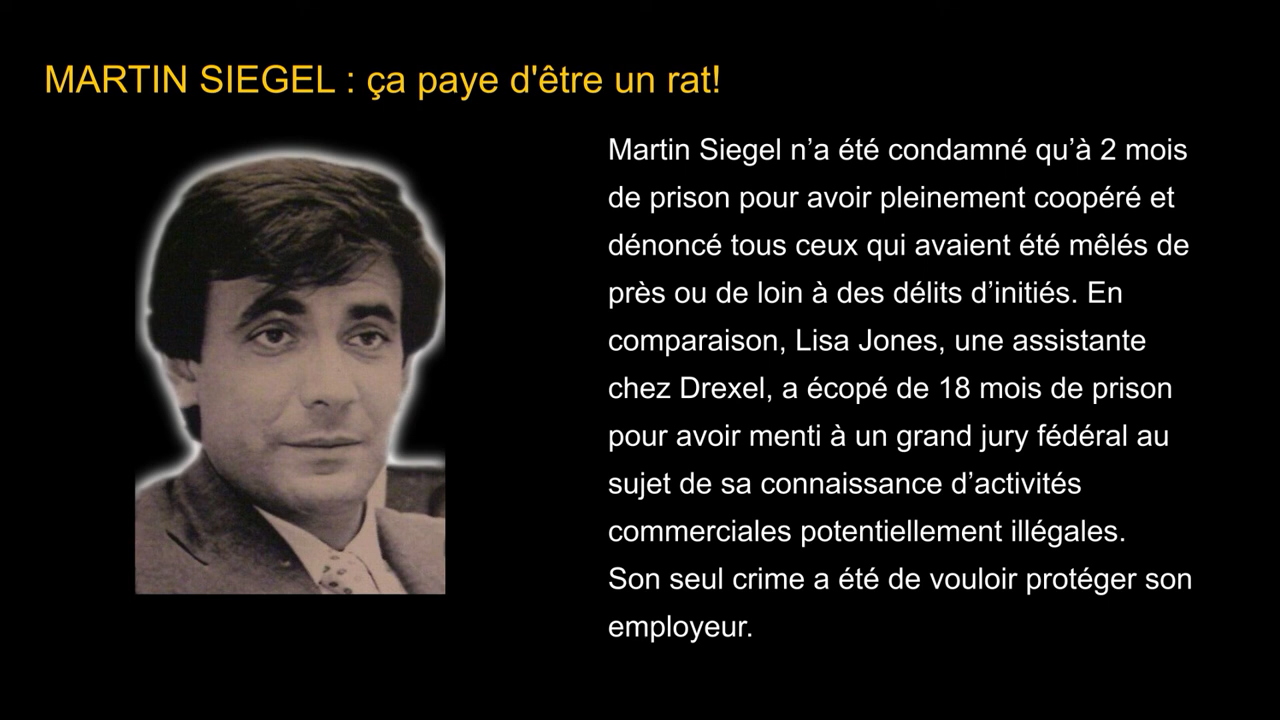 MARTIN SIEGEL : ça paye d'être un rat!
Martin Siegel n’a été condamné qu’à 2 mois
de prison pour avoir pleinement coopéré et
dénoncé tous ceux qui avaient été mêlés de
près ou de loin à des délits d’initiés. En
comparaison, Lisa Jones, une assistante
chez Drexel, a écopé de 18 mois de prison
pour avoir menti à un grand jury fédéral au
sujet de sa connaissance d’activités
commerciales potentiellement illégales.
Son seul crime a été de vouloir protéger son
employeur.